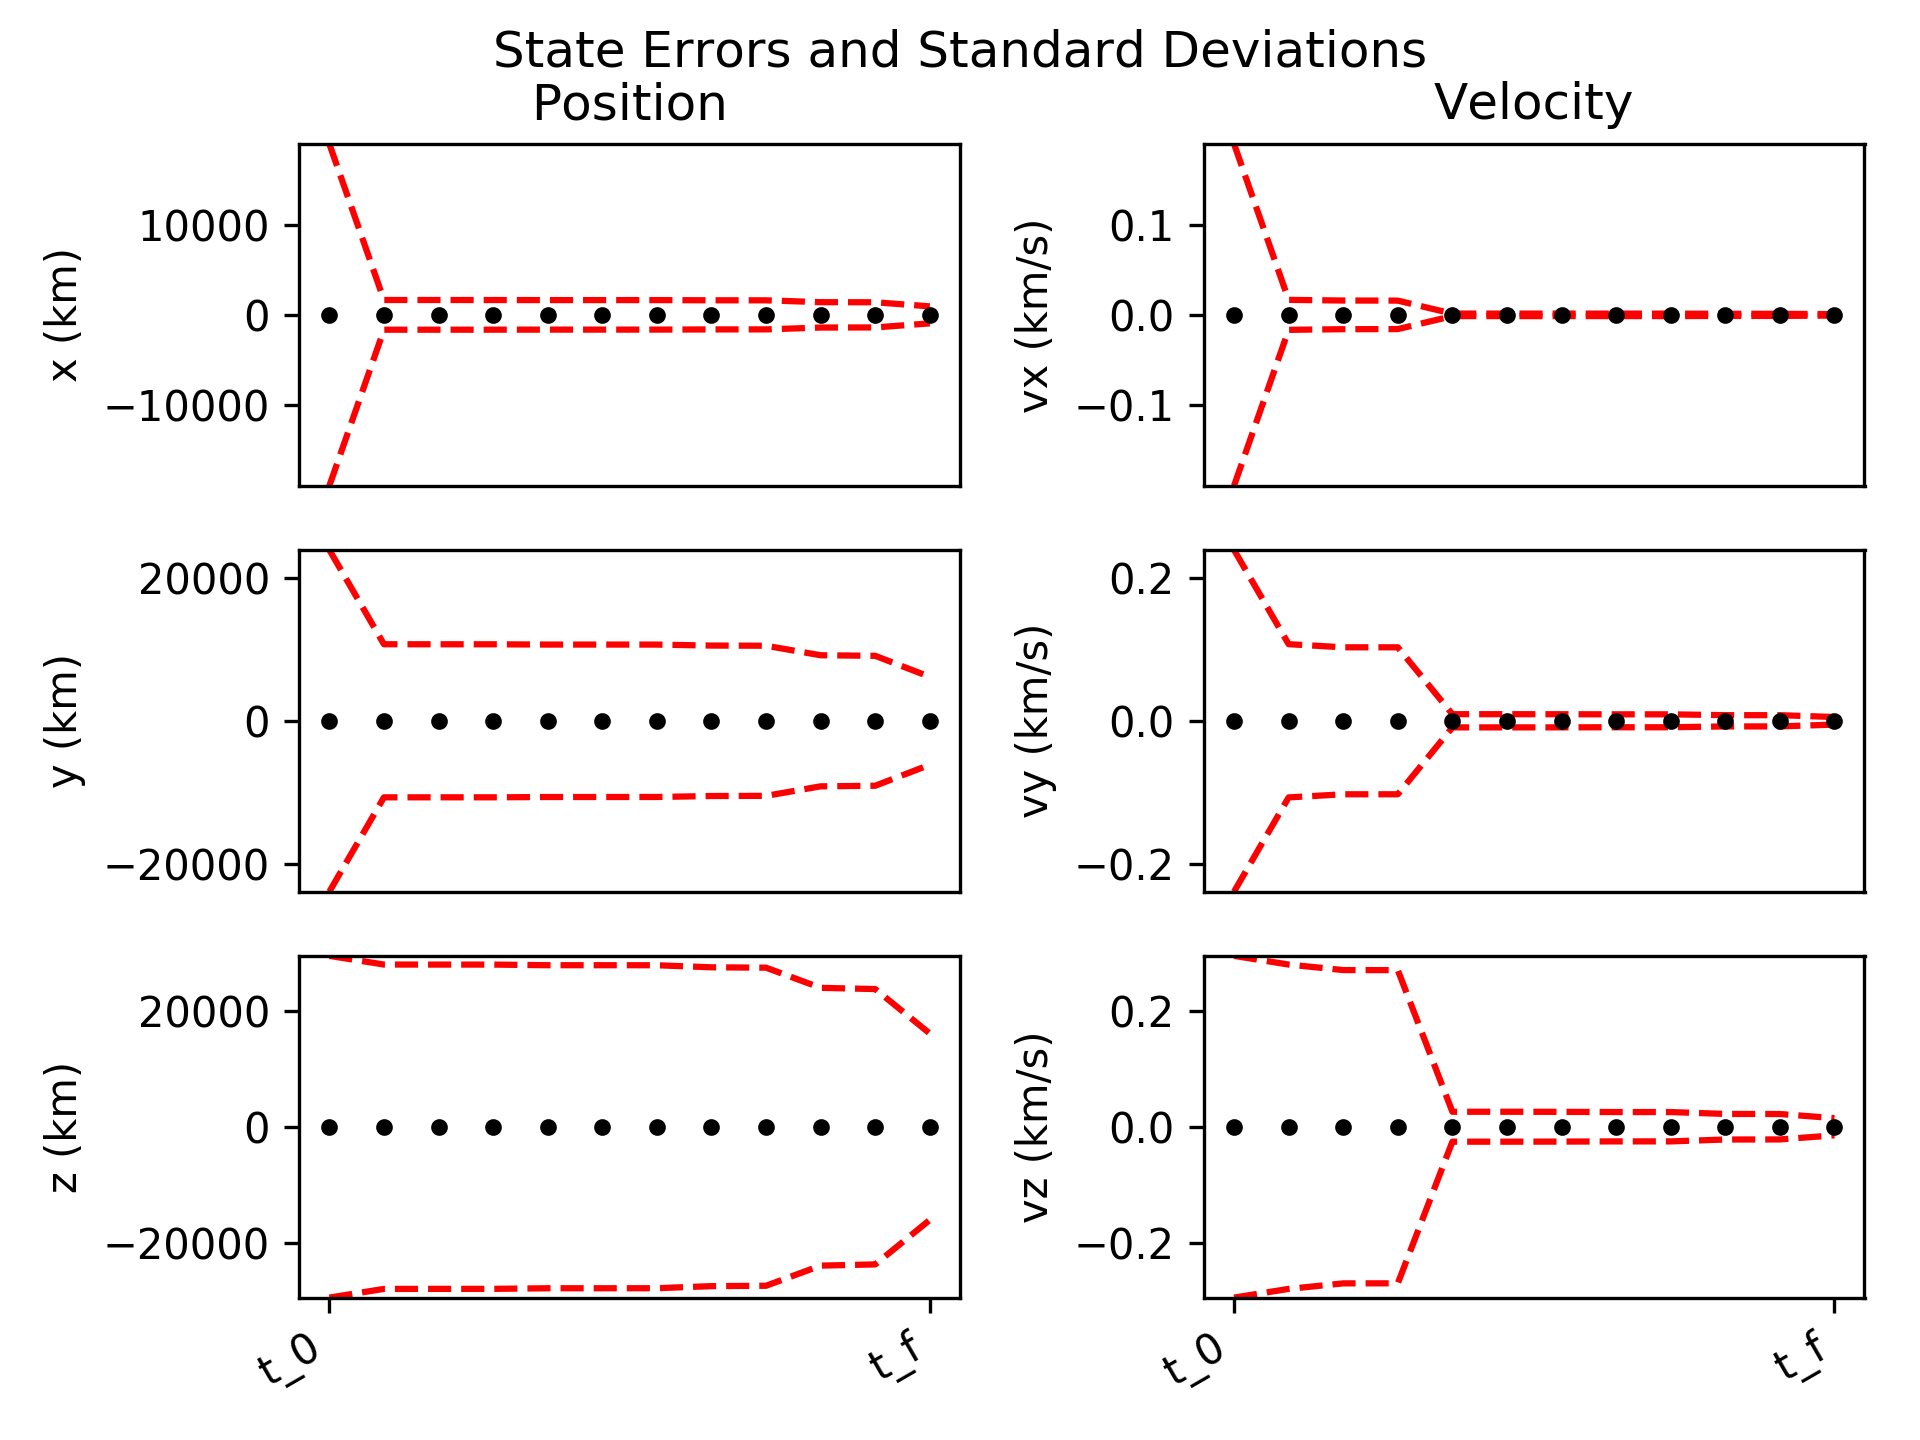 State Errors and Standard Deviations
Position
Velocity
x (km)
10000
0
−10000
vx (km/s)
0.1
0.0
−0.1
y (km)
20000
0
−20000
vy (km/s)
0.2
0.0
−0.2
z (km)
20000
0
−20000
vz (km/s)
0.2
0.0
−0.2
t_0
t_f
t_0
t_f